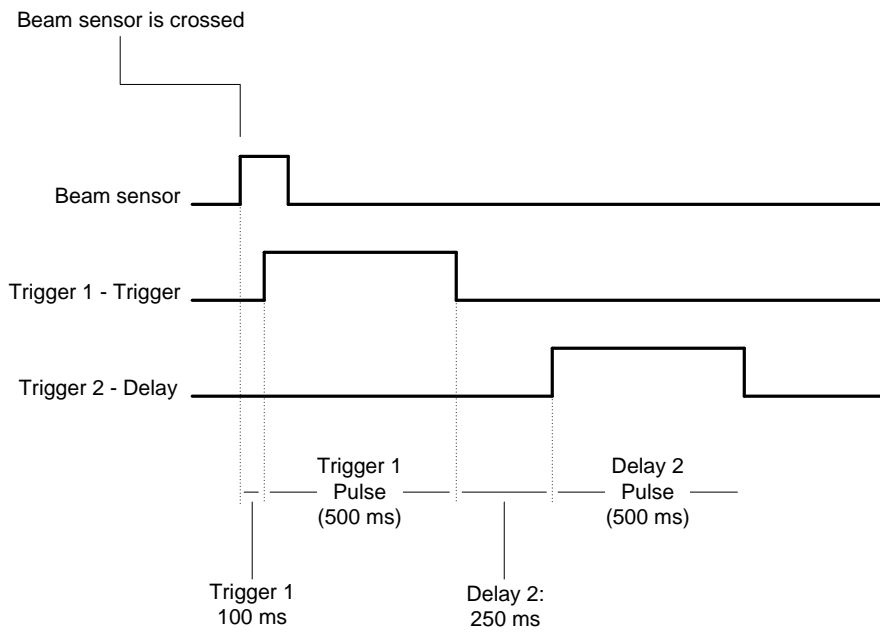 Beam sensor is crossed
Beam sensor
Trigger 1 - Trigger
Trigger 2 - Delay
Trigger 1
Pulse
(500 ms)
Delay 2
Pulse
(500 ms)
Trigger 1
100 ms
Delay 2:
250 ms